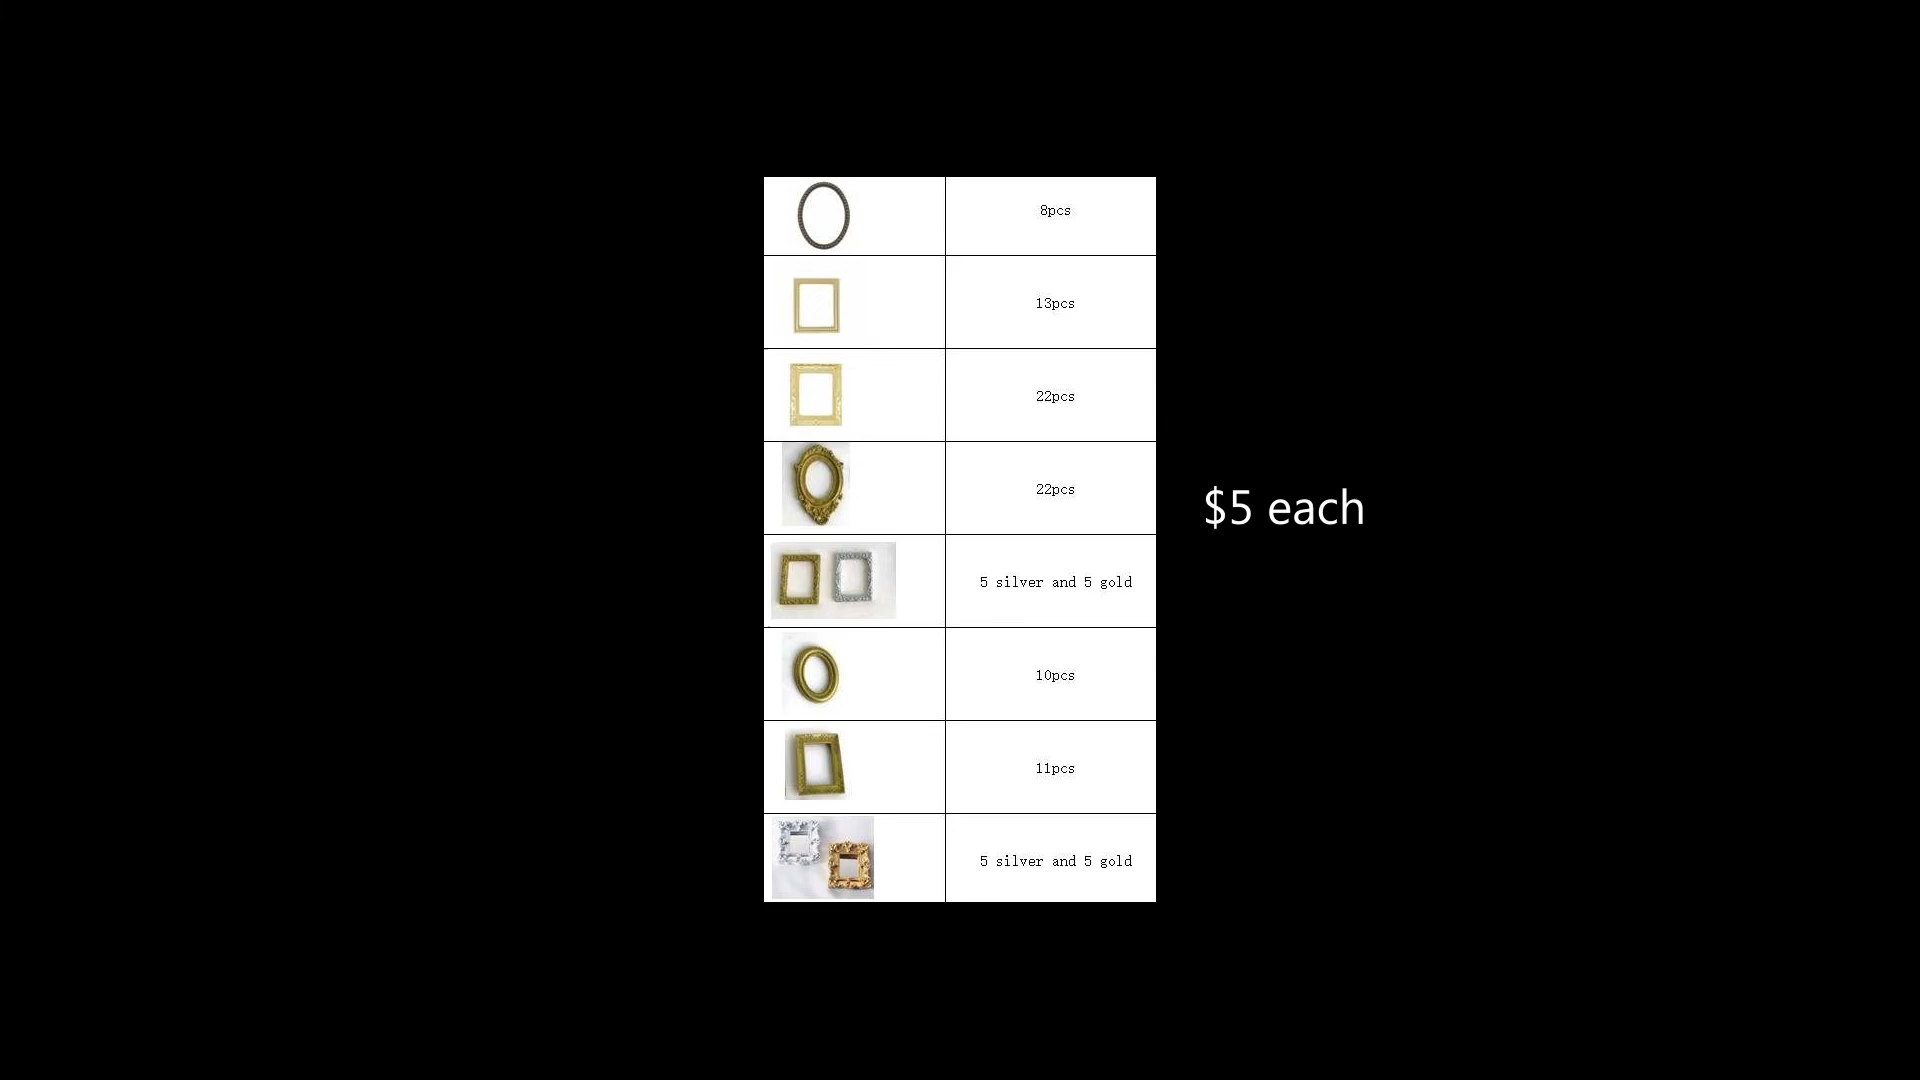 8pcs
13pcs
22pcs
22pcs
$5 each
5 silver and 5 gold
10pcs
11pcs
5 silver and 5 gold